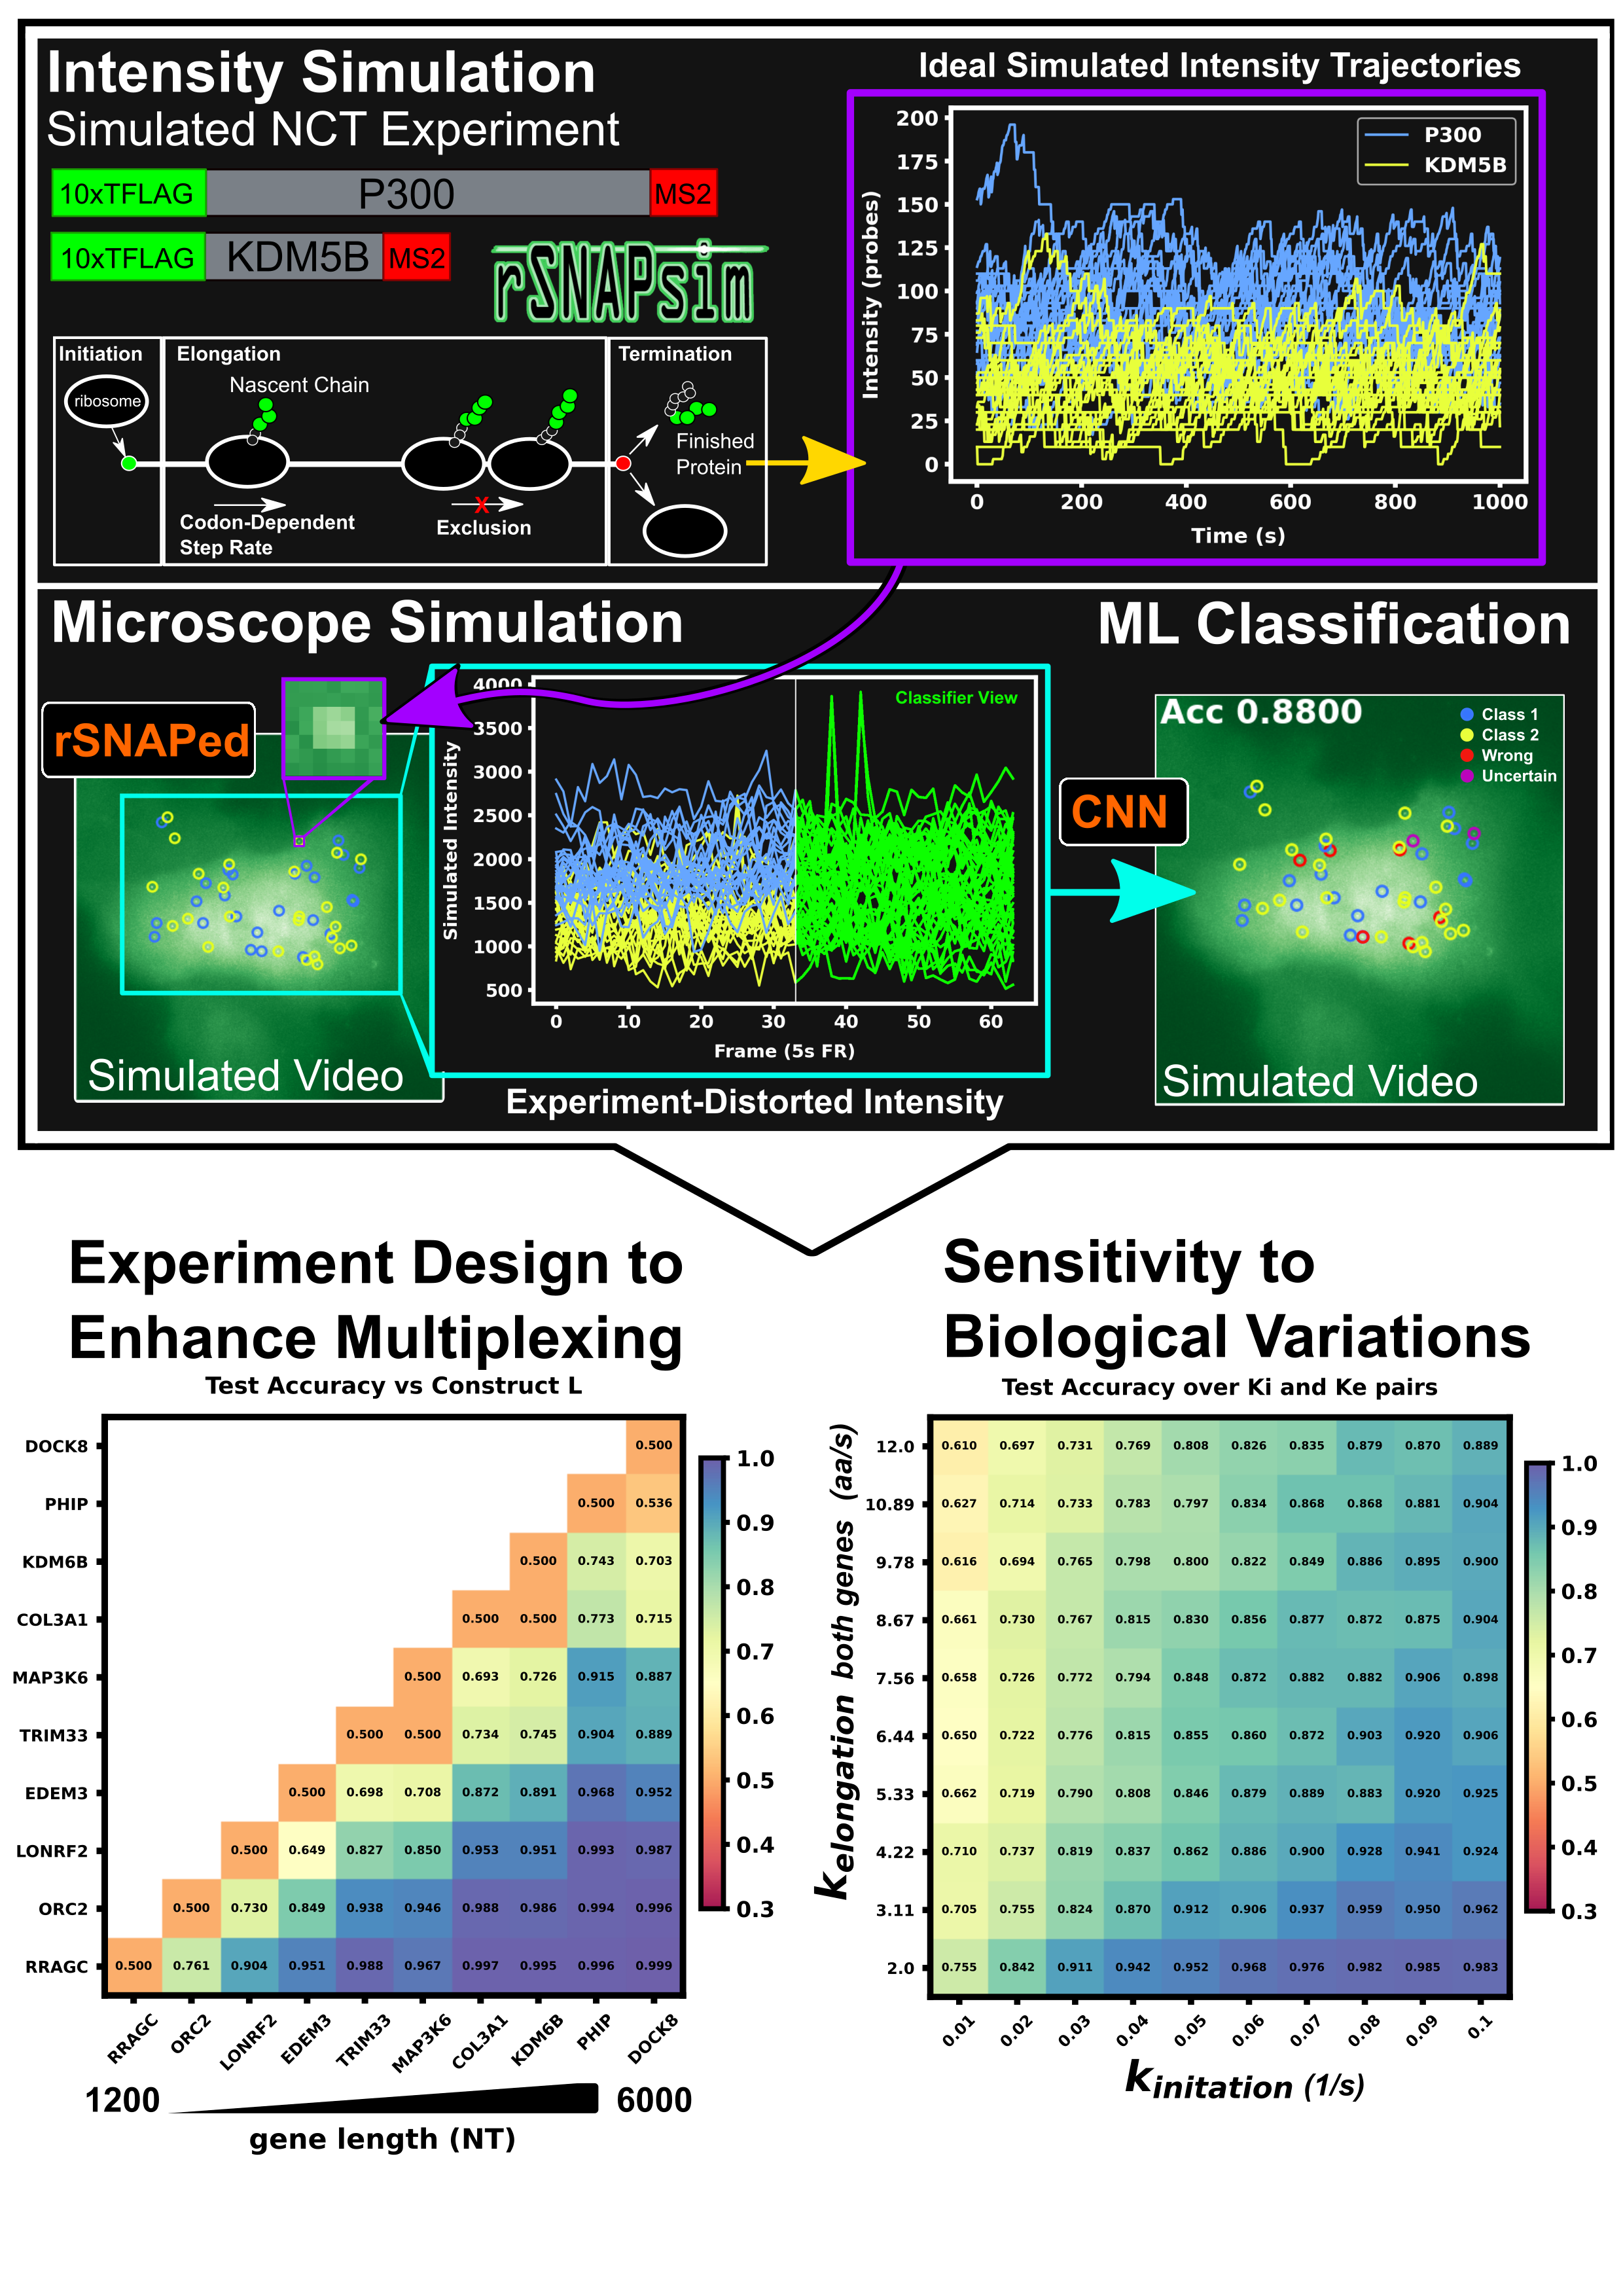 Intensity Simulation
Simulated NCT Experiment
10xTFLAG P300 MS2
10xTFLAG KDM5B MS2
rSNAPsim
Initiation
ribosome
Elongation
Nascent Chain
Codon-Dependent
Step Rate
X
Exclusion
Termination
Finished
Protein
Ideal Simulated Intensity Trajectories
P300
KDM5B
Intensity (probes)
200
175
150
125
100
75
50
25
0
0 200 400 600 800 1000
Time (s)
Microscope Simulation
rSNAPed
Simulated Video
Classifier View
Simulated Intensity
4000
3500
3000
2500
2000
1500
1000
500
0 10 20 30 40 50 60
Frame (5s FR)
Experiment-Distorted Intensity
ML Classification
CNN
Acc 0.8800
Class 1
Class 2
Wrong
Uncertain
Simulated Video
Experiment Design to
Enhance Multiplexing
Test Accuracy vs Construct L
DOCK8 0.500
PHIP 0.500 0.536
KDM6B 0.500 0.743 0.703
COL3A1 0.500 0.500 0.773 0.715
MAP3K6 0.500 0.693 0.726 0.915 0.887
TRIM33 0.500 0.500 0.734 0.745 0.904 0.889
EDEM3 0.500 0.698 0.708 0.872 0.891 0.968 0.952
LONRF2 0.500 0.649 0.827 0.850 0.953 0.951 0.993 0.987
ORC2 0.500 0.730 0.849 0.938 0.946 0.988 0.986 0.994 0.996
RRAGC 0.500 0.761 0.904 0.951 0.988 0.967 0.997 0.995 0.996 0.999
RRAGC ORC2 LONRF2 EDEM3 TRIM33 MAP3K6 COL3A1 KDM6B PHIP DOCK8
1.0
0.9
0.8
0.7
0.6
0.5
0.4
0.3
1200 6000
gene length (NT)
Sensitivity to
Biological Variations
Test Accuracy over Ki and Ke pairs
kelongation both genes (aa/s)
12.0 0.610 0.697 0.731 0.769 0.808 0.826 0.835 0.879 0.870 0.889
10.89 0.627 0.714 0.733 0.783 0.797 0.834 0.868 0.868 0.881 0.904
9.78 0.616 0.694 0.765 0.798 0.800 0.822 0.849 0.886 0.895 0.900
8.67 0.661 0.730 0.767 0.815 0.830 0.856 0.877 0.872 0.875 0.904
7.56 0.658 0.726 0.772 0.794 0.848 0.872 0.882 0.882 0.906 0.898
6.44 0.650 0.722 0.776 0.815 0.855 0.860 0.872 0.903 0.920 0.906
5.33 0.662 0.719 0.790 0.808 0.846 0.879 0.889 0.883 0.920 0.925
4.22 0.710 0.737 0.819 0.837 0.862 0.886 0.900 0.928 0.941 0.924
3.11 0.705 0.755 0.824 0.870 0.912 0.906 0.937 0.959 0.950 0.962
2.0 0.755 0.842 0.911 0.942 0.952 0.968 0.976 0.982 0.985 0.983
0.01 0.02 0.03 0.04 0.05 0.06 0.07 0.08 0.09 0.1
kinitation (1/s)
1.0
0.9
0.8
0.7
0.6
0.5
0.4
0.3